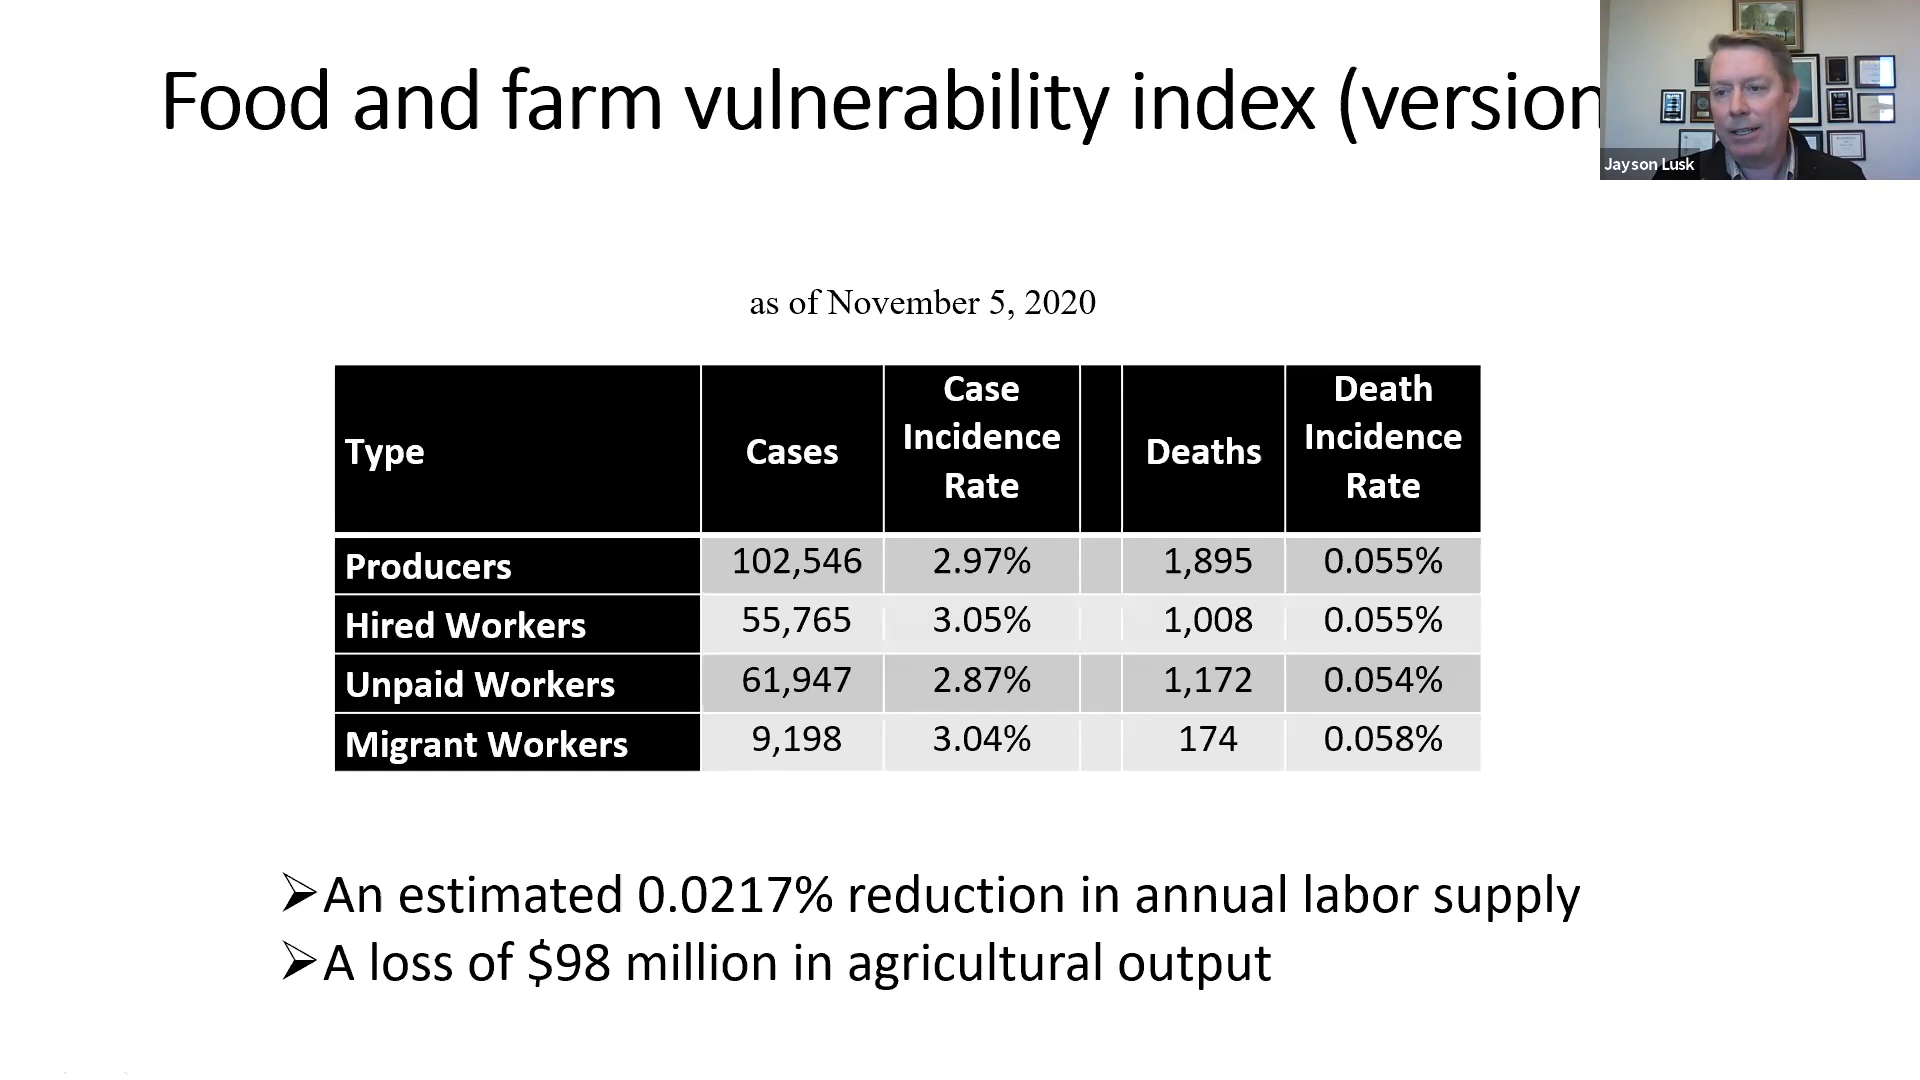 Food and farm vulnerability index (version
Jayson Lusk
as of November 5, 2020
Type Cases Case Incidence Rate Deaths Death Incidence Rate
Producers 102,546 2.97% 1,895 0.055%
Hired Workers 55,765 3.05% 1,008 0.055%
Unpaid Workers 61,947 2.87% 1,172 0.054%
Migrant Workers 9,198 3.04% 174 0.058%
➢An estimated 0.0217% reduction in annual labor supply
➢A loss of $98 million in agricultural output